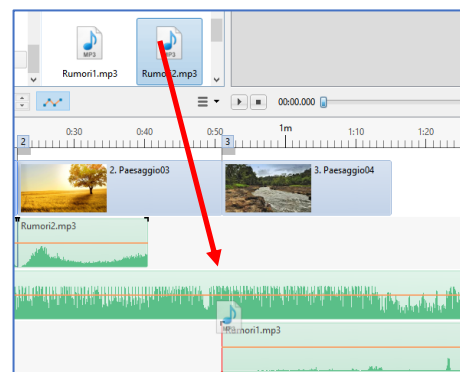 MP3
MP3
Rumori1.mp3
Rumori2.mp3
00:00.000
0:30
0:40
0:50
1m
1:10
1:20
2
3
2. Paesaggio03
3. Paesaggio04
Rumori2.mp3
MP3
Rumori1.mp3